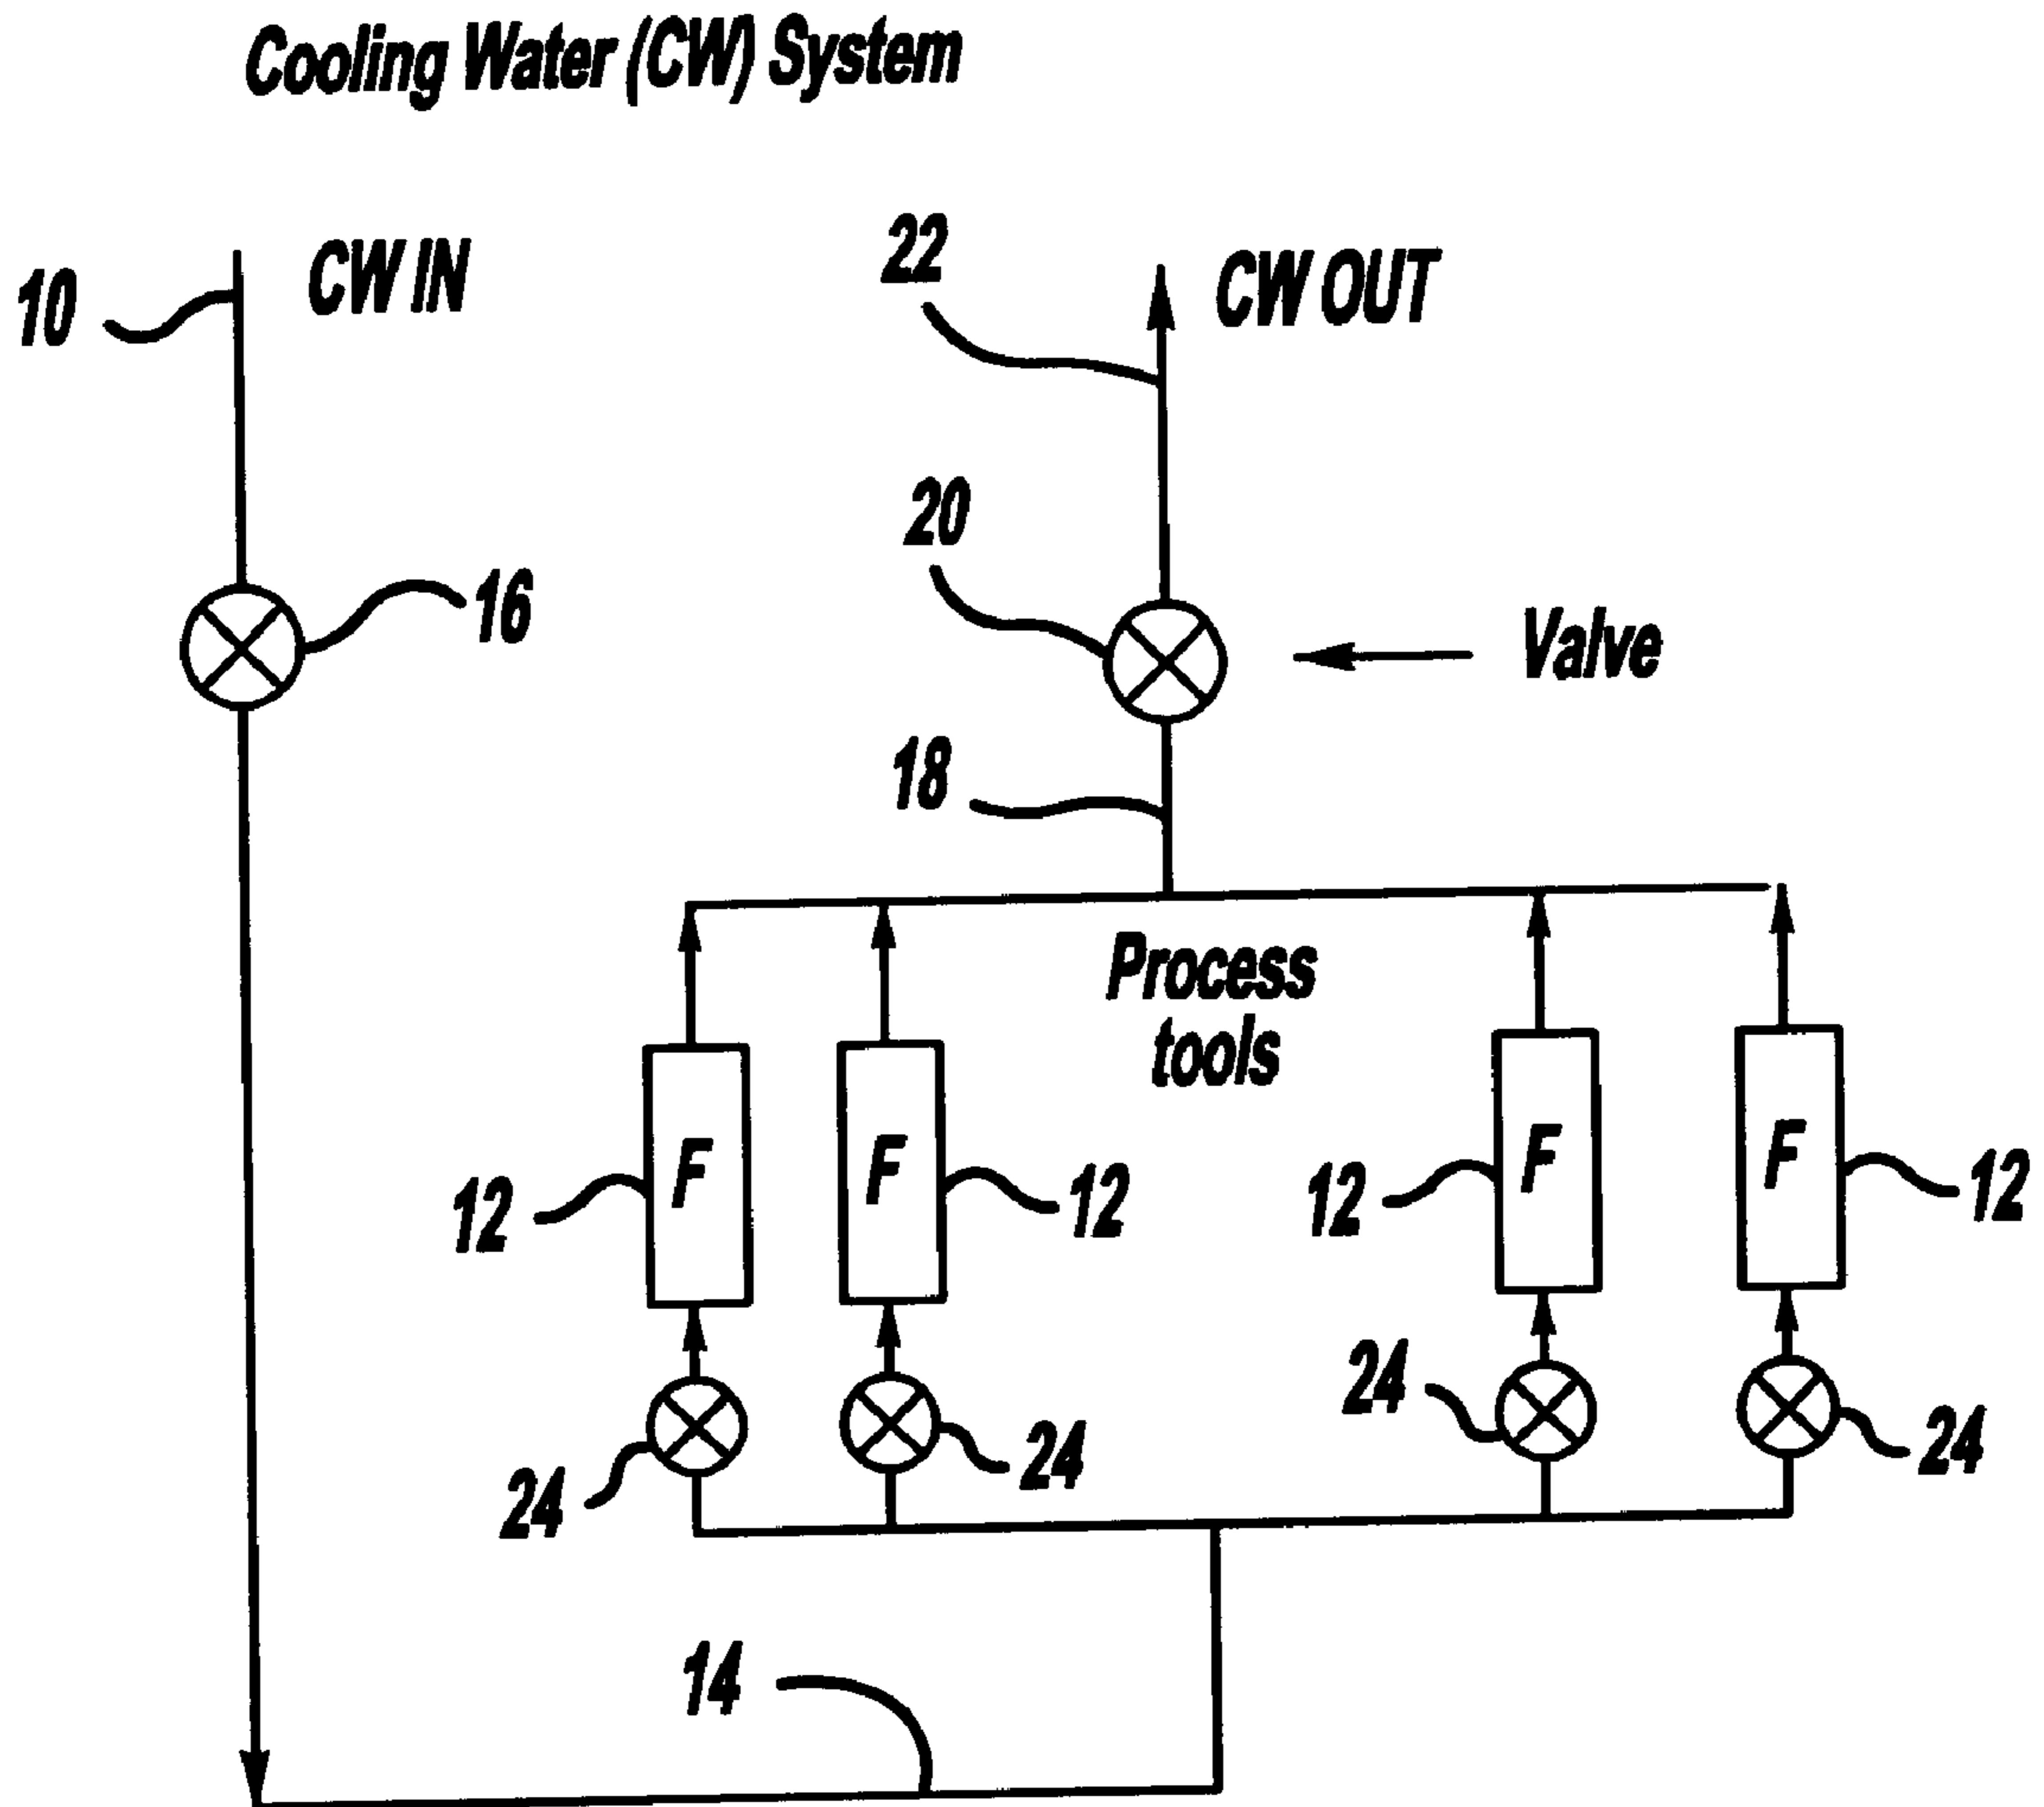 Cooling Water (CW) System
22
10
CW IN
CW OUT
20
16
Valve
18
Process
tools
F
F
F
F
12
12
12
12
24
24
24
24
14